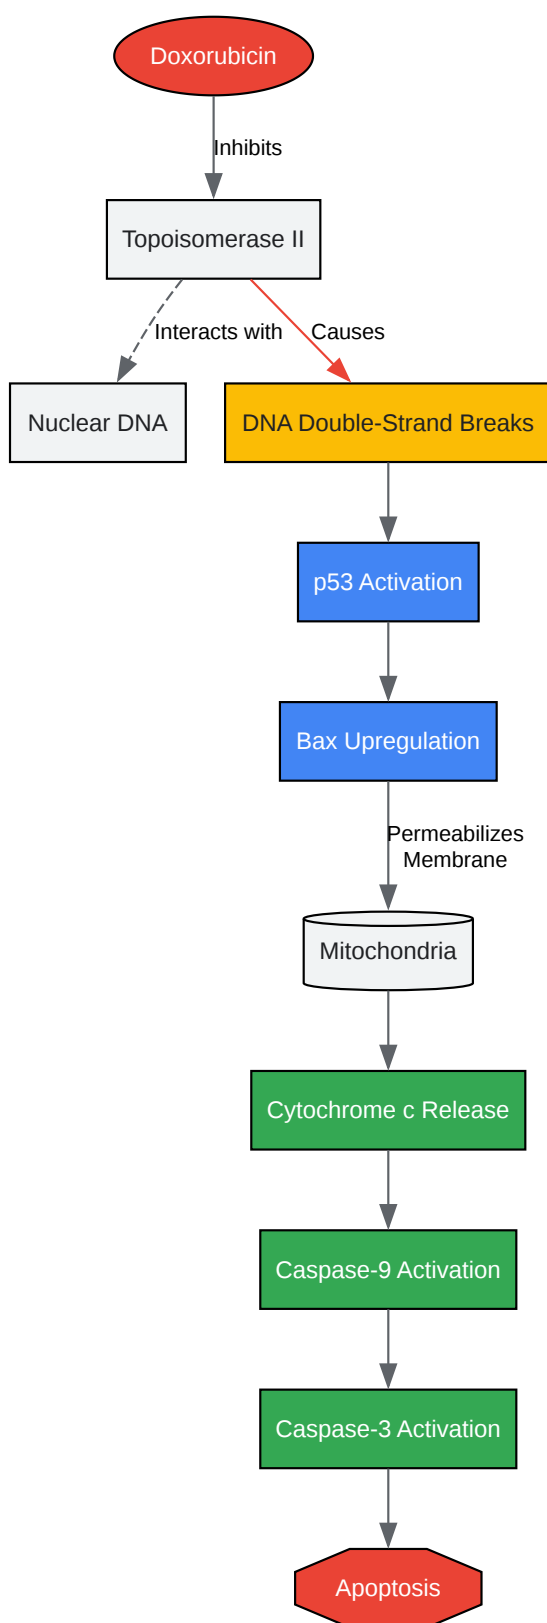 Doxorubicin
Inhibits
Topoisomerase II
Interacts with
Causes
Nuclear DNA
DNA Double-Strand Breaks
p53 Activation
Bax Upregulation
Permeabilizes
Membrane
Mitochondria
Cytochrome c Release
Caspase-9 Activation
Caspase-3 Activation
Apoptosis